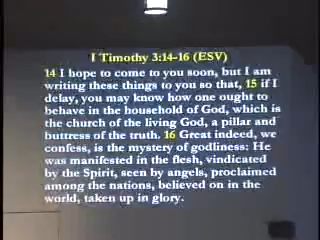 I Timothy 3:14-16 (ESV)
14 I hope to come to you soon, but I am
writing these things to you so that, 15 if I
delay, you may know how one ought to
behave in the household of God, which is
the church of the living God, a pillar and
buttress of the truth. 16 Great indeed, we
confess, is the mystery of godliness: He
was manifested in the flesh, vindicated
by the Spirit, seen by angels, proclaimed
among the nations, believed on in the
world, taken up in glory.